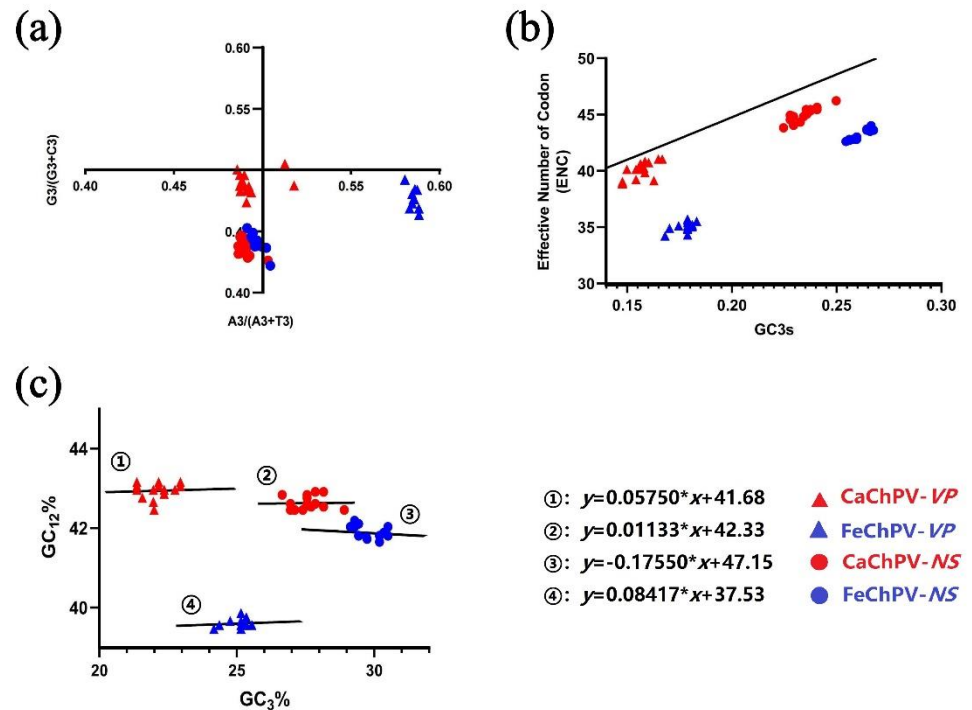 (a)
0.60
0.55
G3/(G3+C3)
0.40 0.45 0.55 0.60
0.40
A3/(A3+T3)
(b)
50
45
40
35
30
Effective Number of Codon
(ENC)
0.15 0.20 0.25 0.30
GC3s
(c)
44
42
40
GC12%
① ② ③ ④
20 25 30
GC3%
①: y=0.05750*x+41.68
②: y=0.01133*x+42.33
③: y=-0.17550*x+47.15
④: y=0.08417*x+37.53
CaChPV-VP
FeChPV-VP
CaChPV-NS
FeChPV-NS